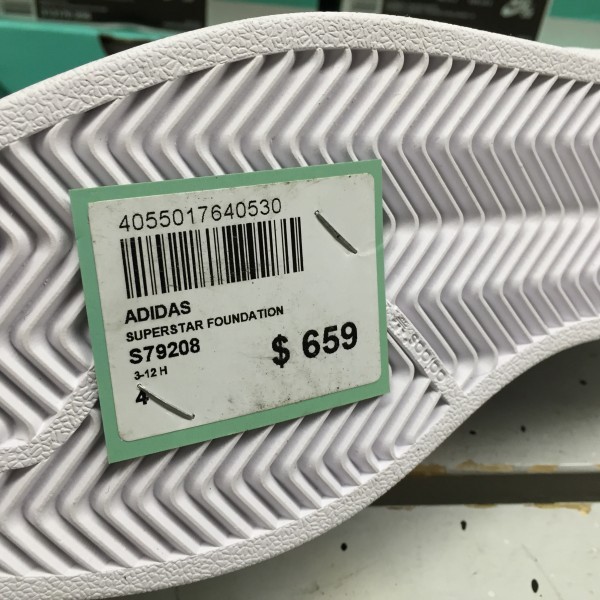 4055017640530
ADIDAS
SUPERSTAR FOUNDATION
S79208
$ 659
3-12 H
4